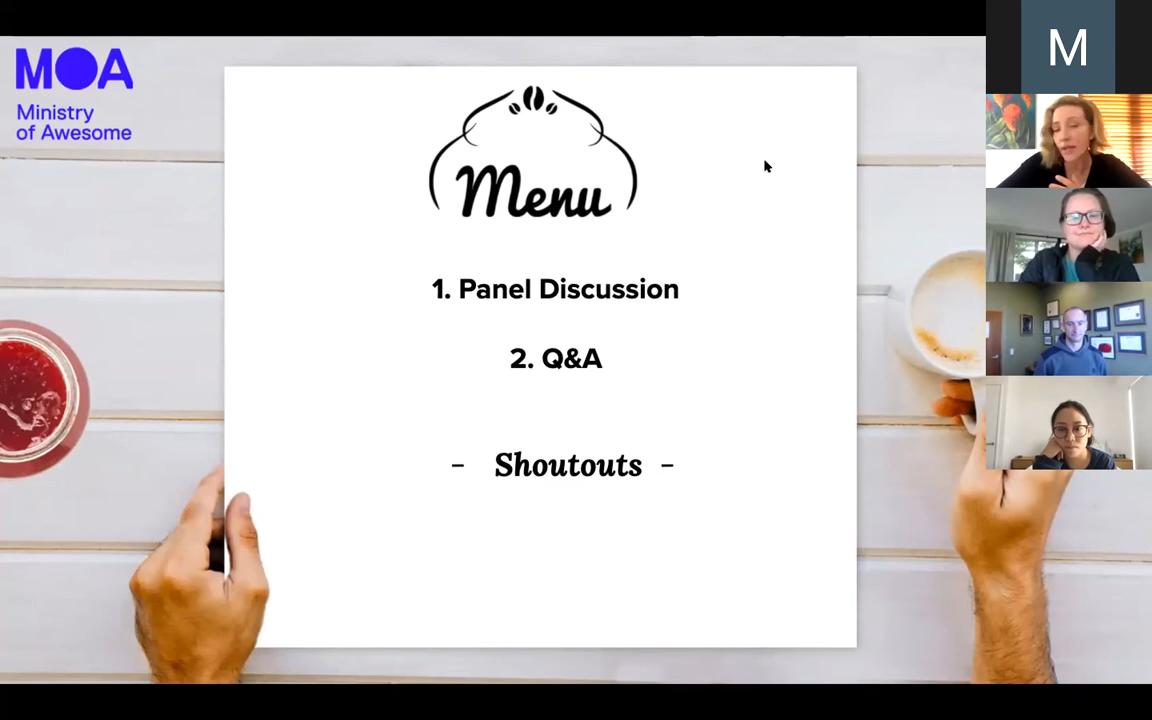 MOA
Ministry
of Awesome
Menu
1. Panel Discussion
2. Q&A
- Shoutouts -
M